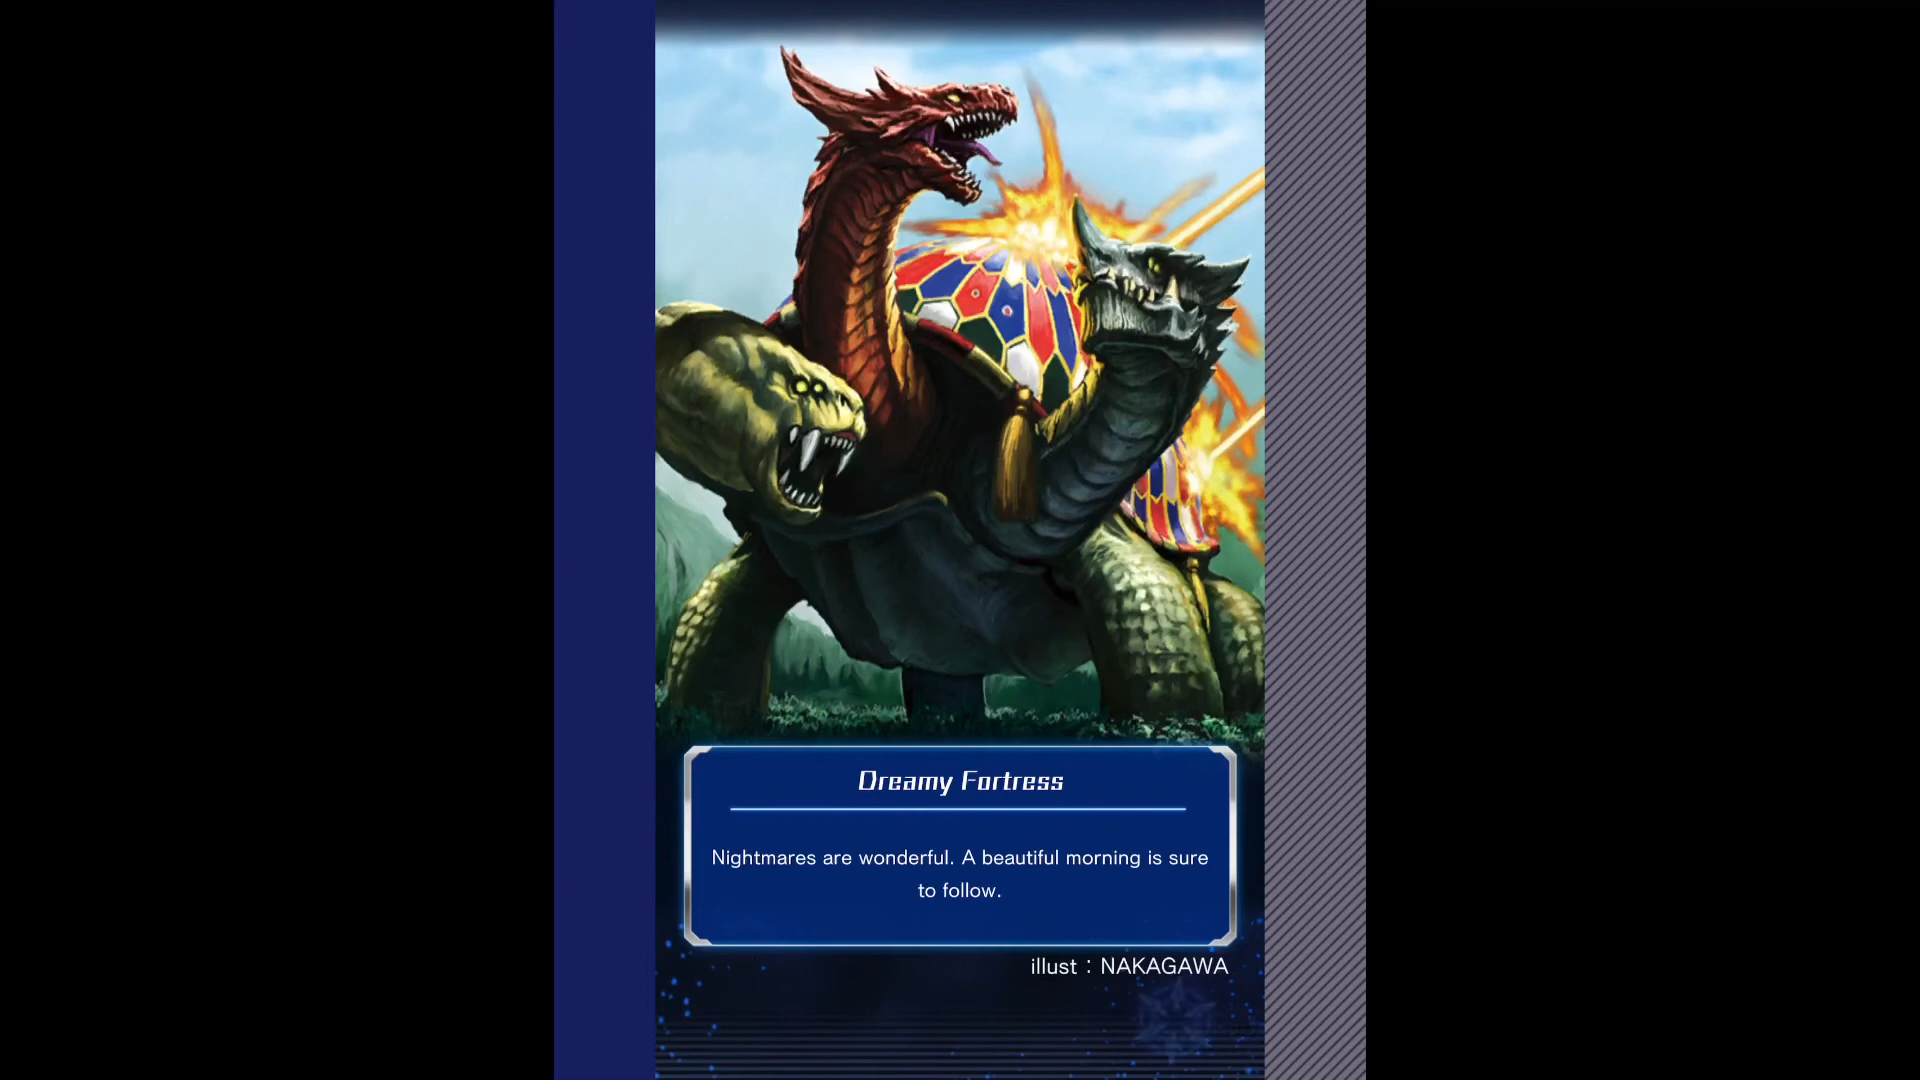 Dreamy Fortress
Nightmares are wonderful. A beautiful morning is sure
to follow.
illust : NAKAGAWA